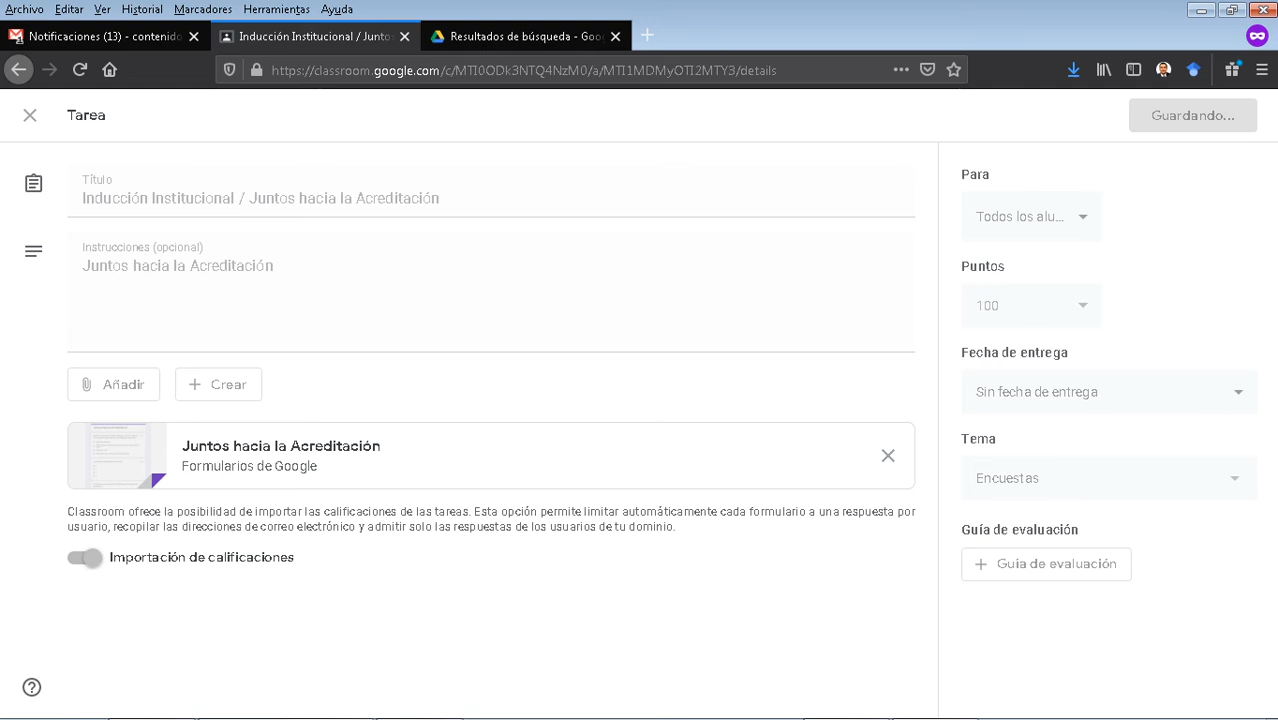 Archivo Editar Ver Historial Marcadores Herramientas Ayuda
Notificaciones (13) - contenido
Inducción Institucional / Juntos
Resultados de búsqueda - Goo
https://classroom.google.com/c/MTI0ODk3NTQ4NzM0/a/MTI1MDMyOTI2MTY3/details
Tarea
Guardando...
Título
Inducción Institucional / Juntos hacia la Acreditación
Instrucciones (opcional)
Juntos hacia la Acreditación
Añadir
Crear
Juntos hacia la Acreditación
Formularios de Google
Classroom ofrece la posibilidad de importar las calificaciones de las tareas. Esta opción permite limitar automáticamente cada formulario a una respuesta por
usuario, recopilar las direcciones de correo electrónico y admitir solo las respuestas de los usuarios de tu dominio.
Importación de calificaciones
Para
Todos los alu...
Puntos
100
Fecha de entrega
Sin fecha de entrega
Tema
Encuestas
Guía de evaluación
Guía de evaluación